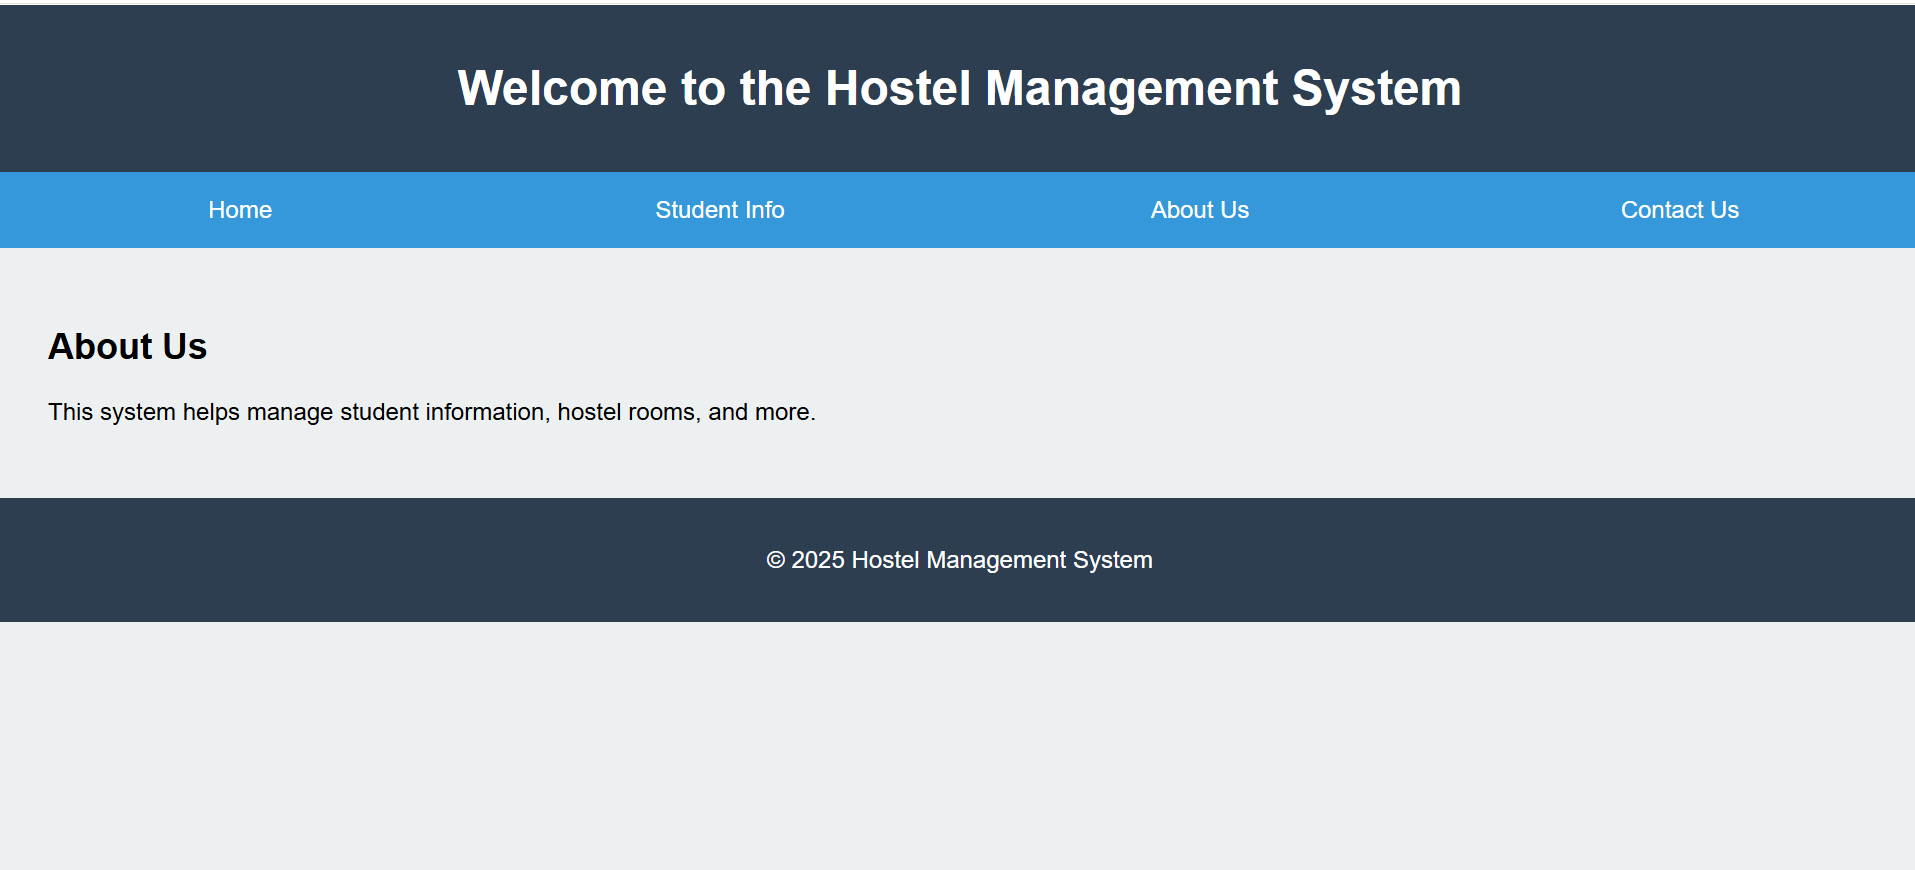 Welcome to the Hostel Management System
Home Student Info About Us Contact Us
About Us
This system helps manage student information, hostel rooms, and more.
© 2025 Hostel Management System